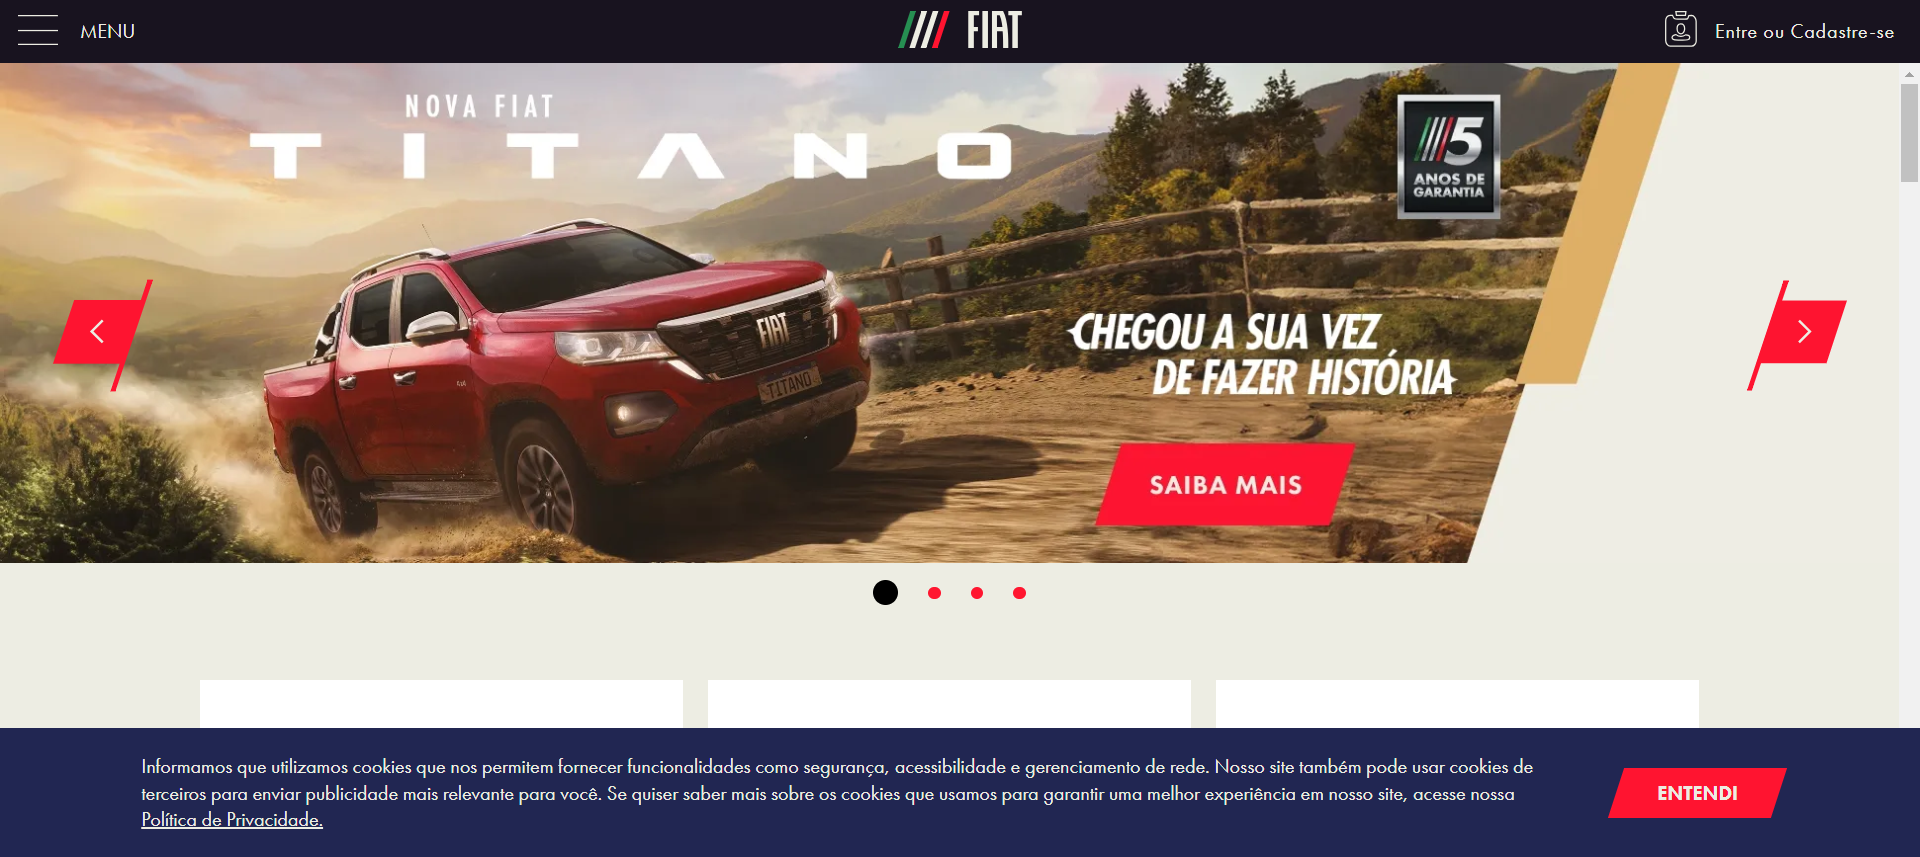 MENU
FIAT
Entre ou Cadastre-se
NOVA FIAT
TITANO
5
ANOS DE
GARANTIA
FIAT
TITANO
CHEGOU A SUA VEZ
DE FAZER HISTÓRIA
SAIBA MAIS
Informamos que utilizamos cookies que nos permitem fornecer funcionalidades como segurança, acessibilidade e gerenciamento de rede. Nosso site também pode usar cookies de
terceiros para enviar publicidade mais relevante para você. Se quiser saber mais sobre os cookies que usamos para garantir uma melhor experiência em nosso site, acesse nossa
Política de Privacidade.
ENTENDI